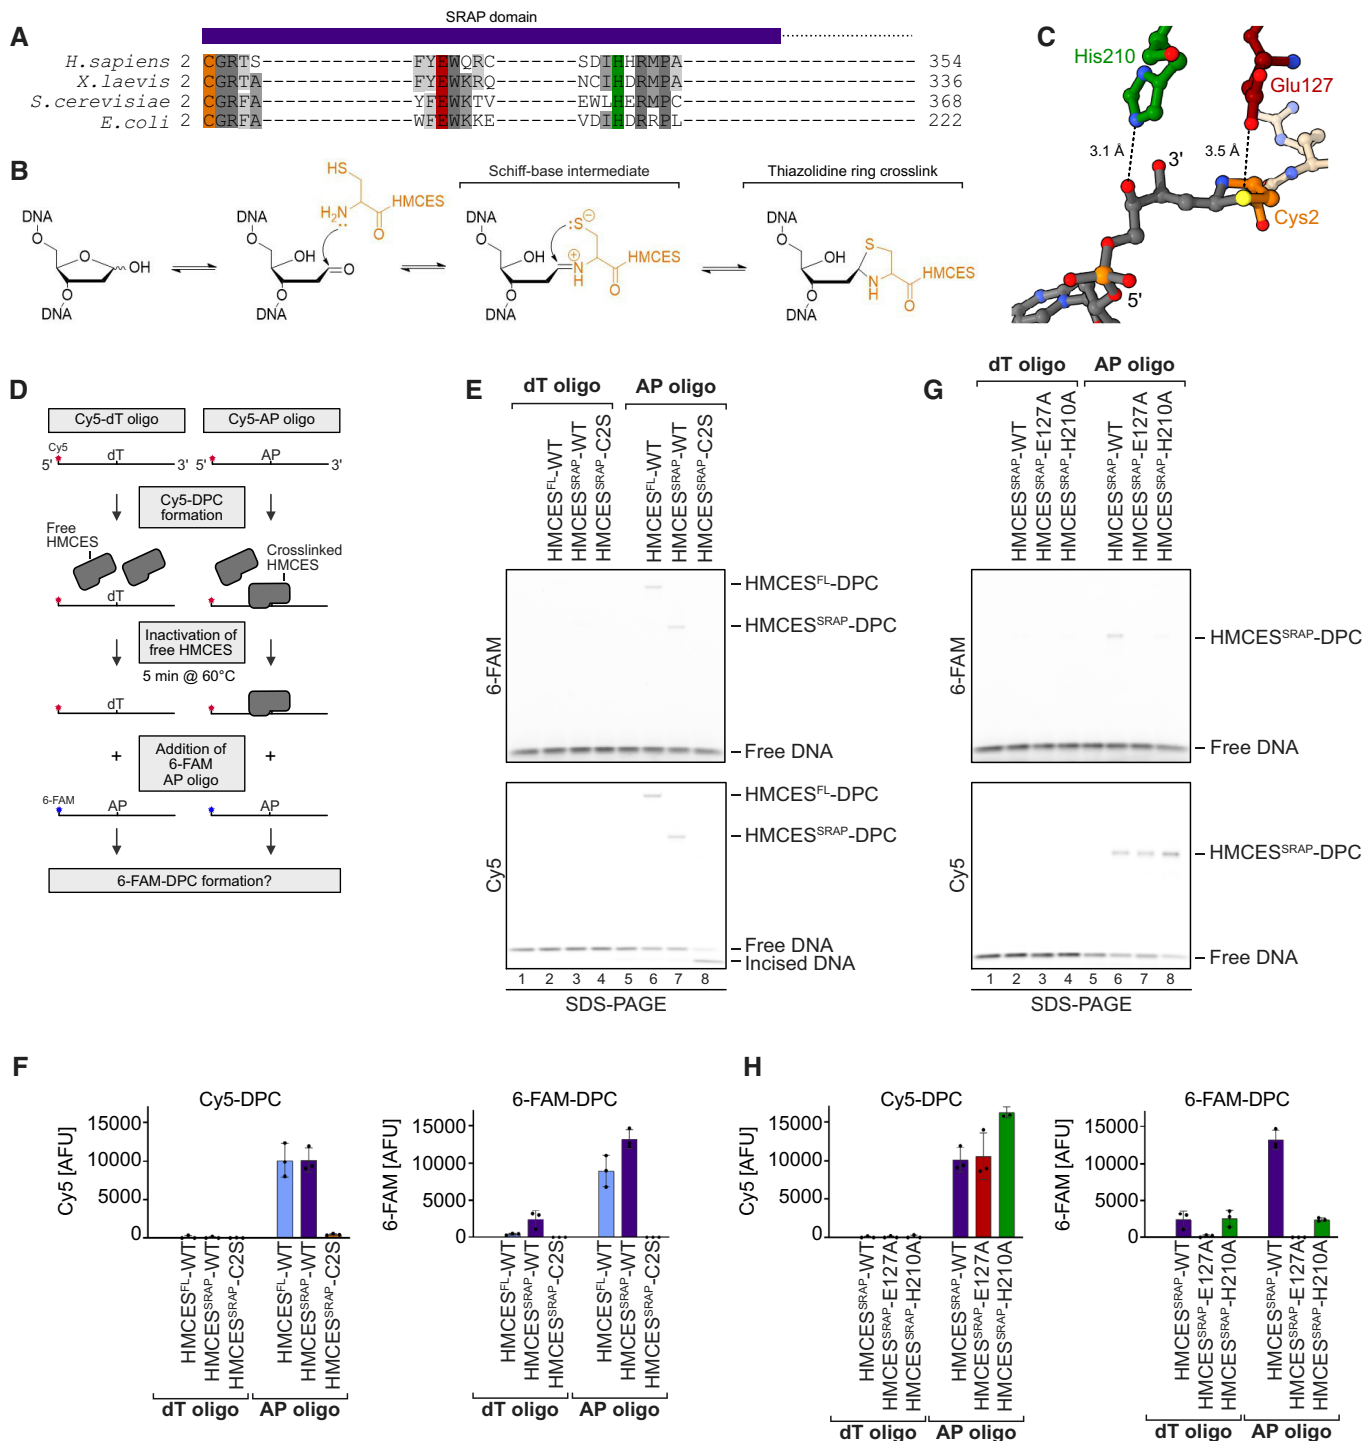 A
SRAP domain
H.sapiens 2 CGRTS FYEWQRC SDIHHRMPA 354
X.laevis 2 CGRTA FYEWKRQ NCIHDRMPA 336
S.cerevisiae 2 CGRFA YFEWKTV EWLHERMPC 368
E.coli 2 CGRFA WFEWKKE VDIHDRRPL 222
B
Schiff-base intermediate
Thiazolidine ring crosslink
DNA O O OH O DNA
DNA O OH O O DNA
HS H2N HMCES O
DNA O OH O DNA
:S− + N H HMCES O
DNA O OH O DNA
S N H HMCES O
C
His210
Glu127
3.1 Å
3'
3.5 Å
Cys2
5'
D
Cy5-dT oligo
Cy5-AP oligo
Cy5
5' dT 3'
5' AP 3'
Cy5-DPC
formation
Free
HMCES
Crosslinked
HMCES
dT
Inactivation of
free HMCES
5 min @ 60°C
dT
+ Addition of +
6-FAM
AP oligo
6-FAM
AP
AP
6-FAM-DPC formation?
E
dT oligo
AP oligo
HMCESFL-WT
HMCESSRAP-WT
HMCESSRAP-C2S
HMCESFL-WT
HMCESSRAP-WT
HMCESSRAP-C2S
6-FAM
HMCESFL-DPC
HMCESSRAP-DPC
Free DNA
Cy5
HMCESFL-DPC
HMCESSRAP-DPC
Free DNA
Incised DNA
1 2 3 4 5 6 7 8
SDS-PAGE
G
dT oligo
AP oligo
HMCESSRAP-WT
HMCESSRAP-E127A
HMCESSRAP-H210A
HMCESSRAP-WT
HMCESSRAP-E127A
HMCESSRAP-H210A
6-FAM
HMCESSRAP-DPC
Free DNA
Cy5
HMCESSRAP-DPC
Free DNA
1 2 3 4 5 6 7 8
SDS-PAGE
F
Cy5-DPC
Cy5 [AFU]
15000
10000
5000
0
HMCESFL-WT
HMCESSRAP-WT
HMCESSRAP-C2S
HMCESFL-WT
HMCESSRAP-WT
HMCESSRAP-C2S
dT oligo
AP oligo
6-FAM-DPC
6-FAM [AFU]
15000
10000
5000
0
HMCESFL-WT
HMCESSRAP-WT
HMCESSRAP-C2S
HMCESFL-WT
HMCESSRAP-WT
HMCESSRAP-C2S
dT oligo
AP oligo
H
Cy5-DPC
Cy5 [AFU]
15000
10000
5000
0
HMCESSRAP-WT
HMCESSRAP-E127A
HMCESSRAP-H210A
HMCESSRAP-WT
HMCESSRAP-E127A
HMCESSRAP-H210A
dT oligo
AP oligo
6-FAM-DPC
6-FAM [AFU]
15000
10000
5000
0
HMCESSRAP-WT
HMCESSRAP-E127A
HMCESSRAP-H210A
HMCESSRAP-WT
HMCESSRAP-E127A
HMCESSRAP-H210A
dT oligo
AP oligo